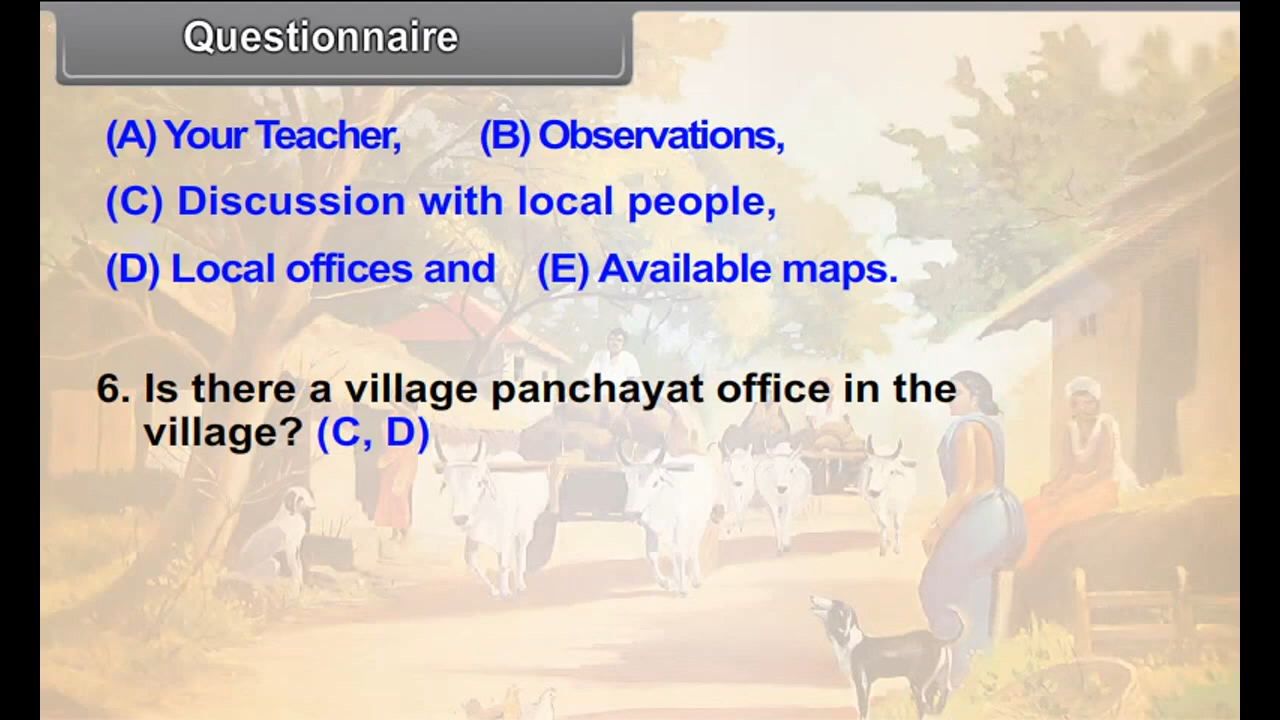 Questionnaire
(A) Your Teacher, (B) Observations,
(C) Discussion with local people,
(D) Local offices and (E) Available maps.
6. Is there a village panchayat office in the
village? (C, D)